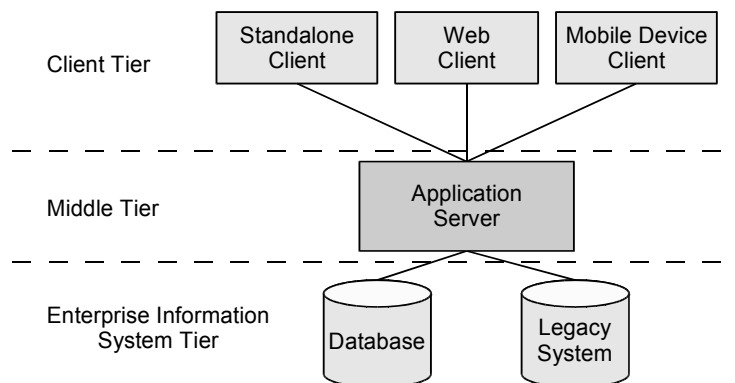 Client Tier
Standalone
Client
Web
Client
Mobile Device
Client
Middle Tier
Application
Server
Enterprise Information
System Tier
Database
Legacy
System